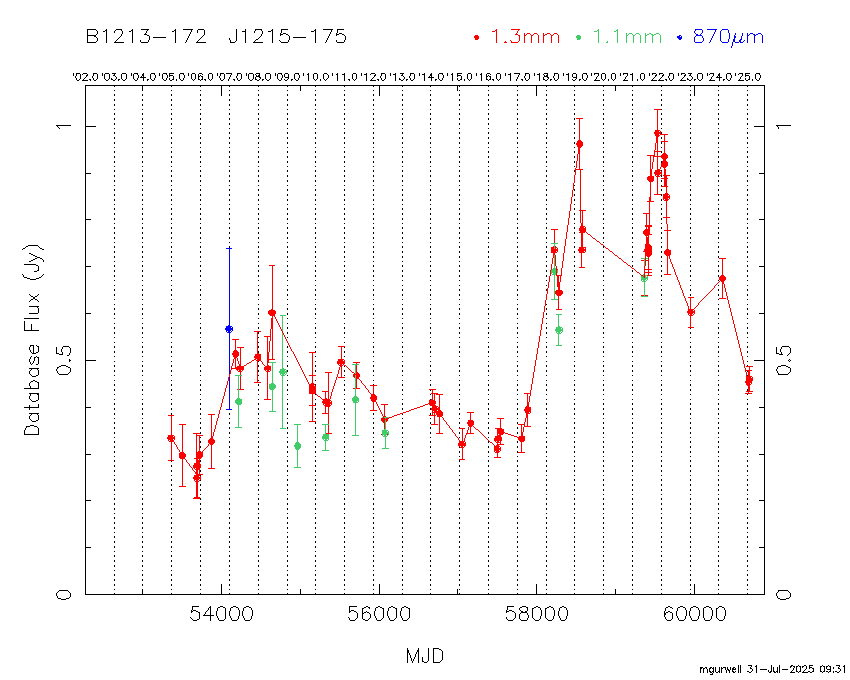 B1213-172 J1215-175 1.3mm 1.1mm 870μm
'02.0 '03.0 '04.0 '05.0 '06.0 '07.0 '08.0 '09.0 '10.0 '11.0 '12.0 '13.0 '14.0 '15.0 '16.0 '17.0 '18.0 '19.0 '20.0 '21.0 '22.0 '23.0 '24.0 '25.0
1 1
Database Flux (Jy)
0.5 0.5
0 0
54000 56000 58000 60000
MJD
mgurwell 31-Jul-2025 09:31